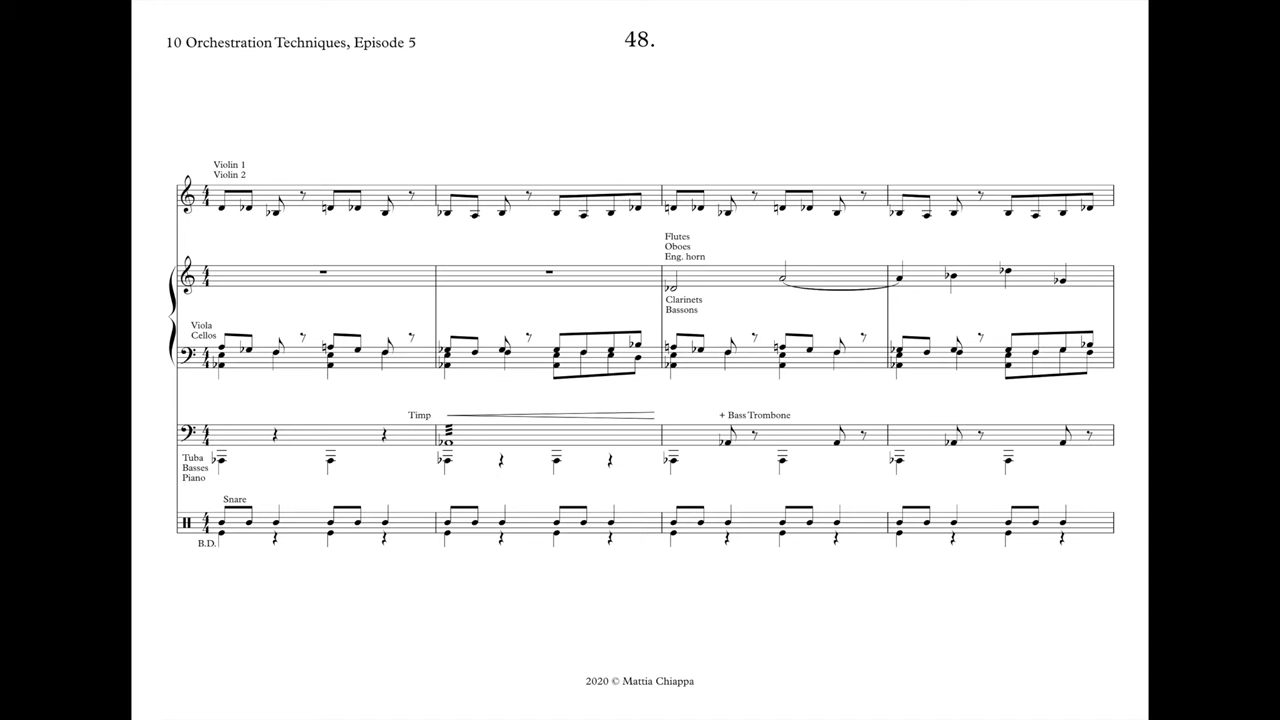 10 Orchestration Techniques, Episode 5
48.
Violin 1
Violin 2
Flutes
Oboes
Eng. horn
Clarinets
Bassons
Viola
Cellos
Timp
+ Bass Trombone
Tuba
Basses
Piano
Snare
B.D.
2020 © Mattia Chiappa